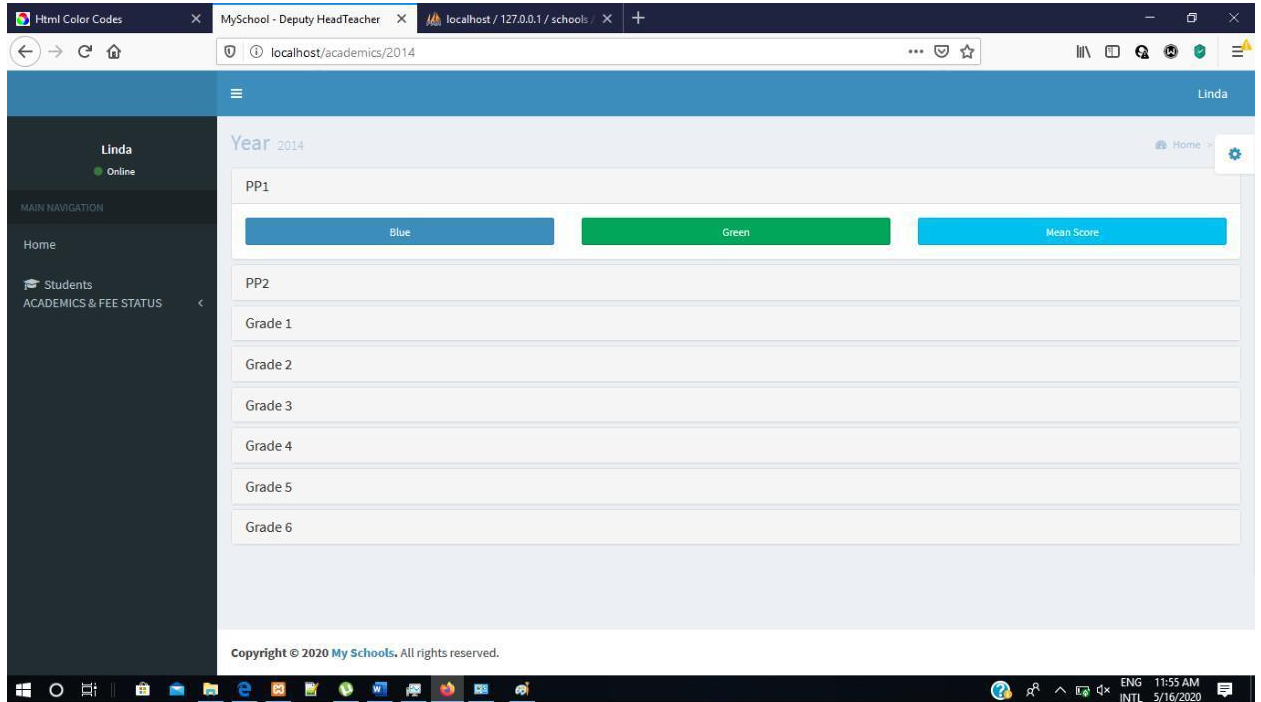 Html Color Codes
MySchool - Deputy HeadTeacher
localhost / 127.0.0.1 / schools /
localhost/academics/2014
Linda
Linda
Online
Year 2014
Home >
MAIN NAVIGATION
Home
Students
ACADEMICS & FEE STATUS
PP1
Blue
Green
Mean Score
PP2
Grade 1
Grade 2
Grade 3
Grade 4
Grade 5
Grade 6
Copyright © 2020 My Schools. All rights reserved.
ENG 11:55 AM
INTL 5/16/2020